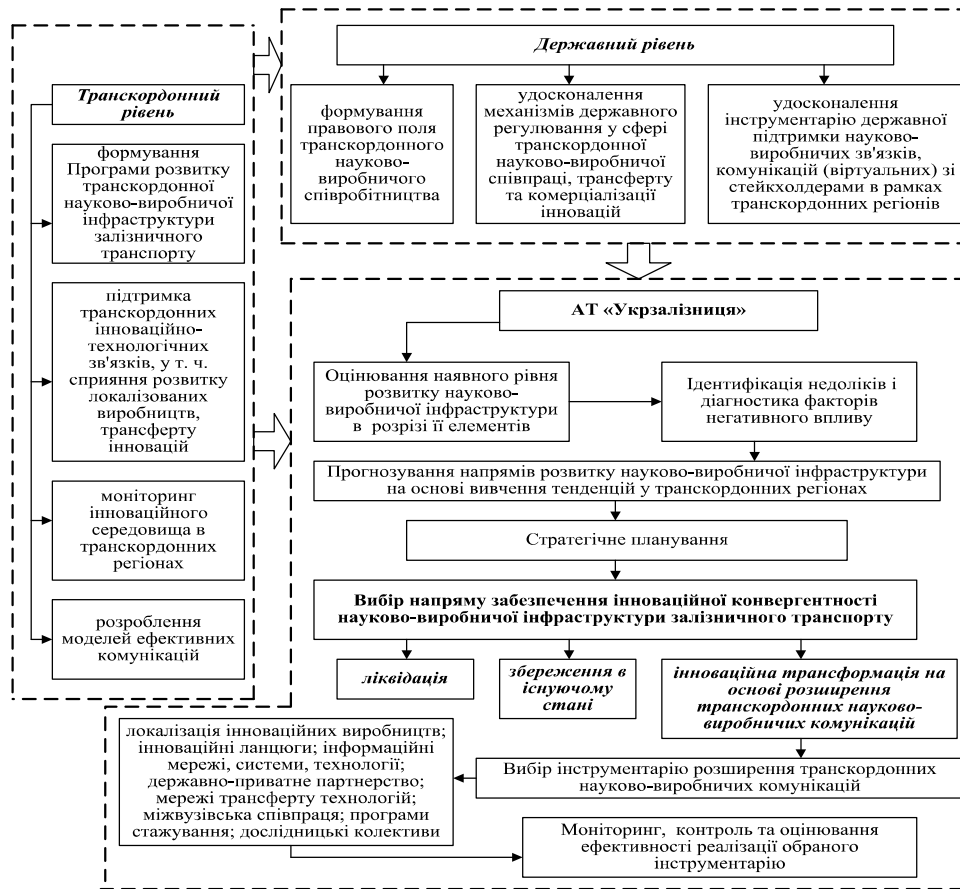 Транскордонний
рівень
формування
Програми розвитку
транскордонної
науково-виробничої
інфраструктури
залізничного
транспорту
підтримка
транскордонних
інноваційно-
технологічних
зв'язків, у т. ч.
сприяння розвитку
локалізованих
виробництв,
трансферту
інновацій
моніторинг
інноваційного
середовища в
транскордонних
регіонах
розроблення
моделей ефективних
комунікацій
Державний рівень
формування
правового поля
транскордонного
науково-
виробничого
співробітництва
удосконалення
механізмів державного
регулювання у сфері
транскордонної
науково-виробничої
співпраці, трансферту
та комерціалізації
інновацій
удосконалення
інструментарію державної
підтримки науково-
виробничих зв'язків,
комунікацій (віртуальних) зі
стейкхолдерами в рамках
транскордонних регіонів
АТ «Укрзалізниця»
Оцінювання наявного рівня
розвитку науково-
виробничої інфраструктури
в розрізі її елементів
Ідентифікація недоліків і
діагностика факторів
негативного впливу
Прогнозування напрямів розвитку науково-виробничої інфраструктури
на основі вивчення тенденцій у транскордонних регіонах
Стратегічне планування
Вибір напряму забезпечення інноваційної конвергентності
науково-виробничої інфраструктури залізничного транспорту
ліквідація
збереження в
існуючому
стані
інноваційна трансформація на
основі розширення
транскордонних науково-
виробничих комунікацій
Вибір інструментарію розширення транскордонних
науково-виробничих комунікацій
локалізація інноваційних виробництв;
інноваційні ланцюги; інформаційні
мережі, системи, технології;
державно-приватне партнерство;
мережі трансферту технологій;
міжвузівська співпраця; програми
стажування; дослідницькі колективи
Моніторинг, контроль та оцінювання
ефективності реалізації обраного
інструментарію